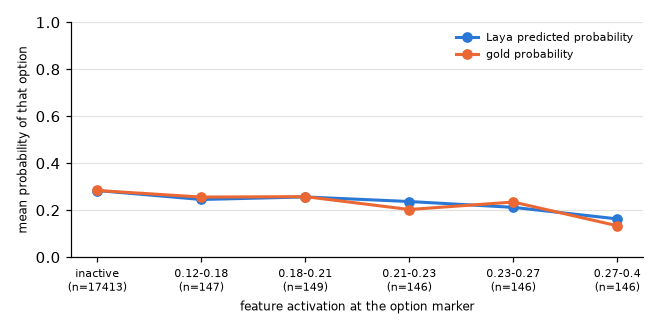 1.0
0.8
0.6
0.4
0.2
0.0
mean probability of that option
Laya predicted probability
gold probability
inactive
(n=17413)
0.12-0.18
(n=147)
0.18-0.21
(n=149)
0.21-0.23
(n=146)
0.23-0.27
(n=146)
0.27-0.4
(n=146)
feature activation at the option marker